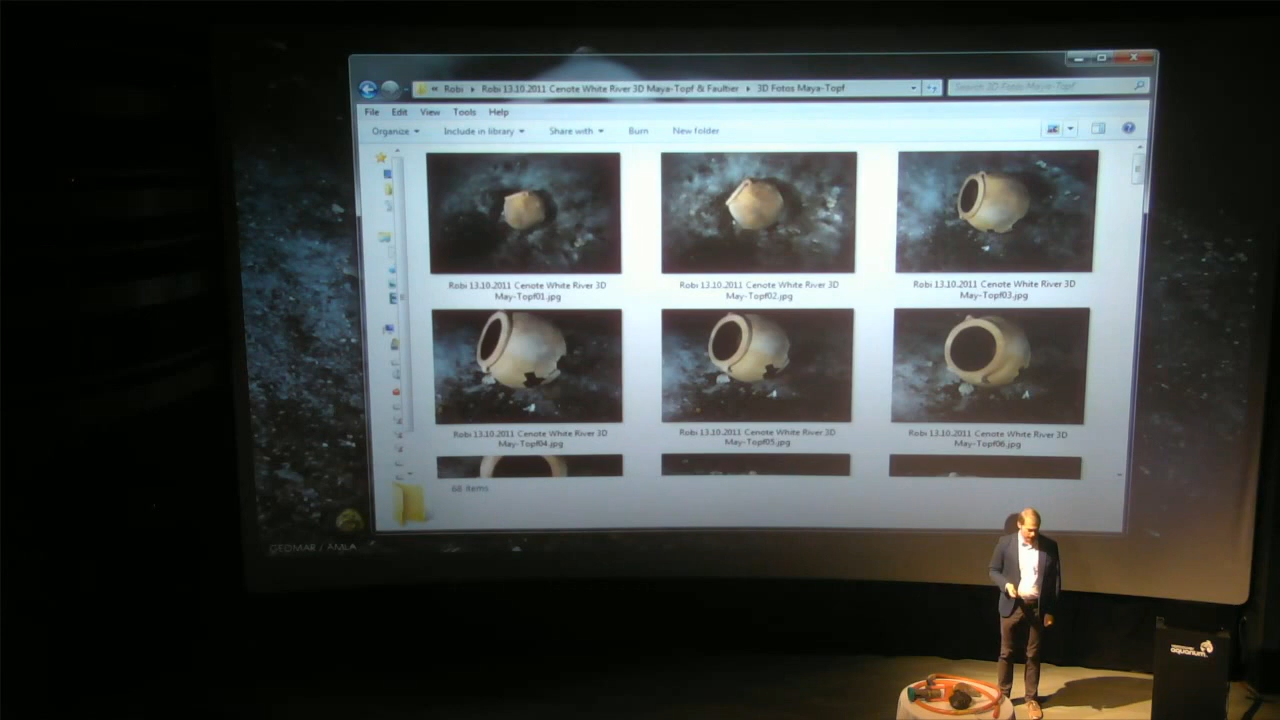 « Robi ▸ Robi 13.10.2011 Cenote White River 3D Maya-Topf & Faultier ▸ 3D Fotos Maya-Topf
Search 3D Fotos Maya-Topf
File Edit View Tools Help
Organize Include in library Share with Burn New folder
Robi 13.10.2011 Cenote White River 3D
May-Topf01.jpg
Robi 13.10.2011 Cenote White River 3D
May-Topf02.jpg
Robi 13.10.2011 Cenote White River 3D
May-Topf03.jpg
Robi 13.10.2011 Cenote White River 3D
May-Topf04.jpg
Robi 13.10.2011 Cenote White River 3D
May-Topf05.jpg
Robi 13.10.2011 Cenote White River 3D
May-Topf06.jpg
68 items
GEOMAR / AMLA
aquarium